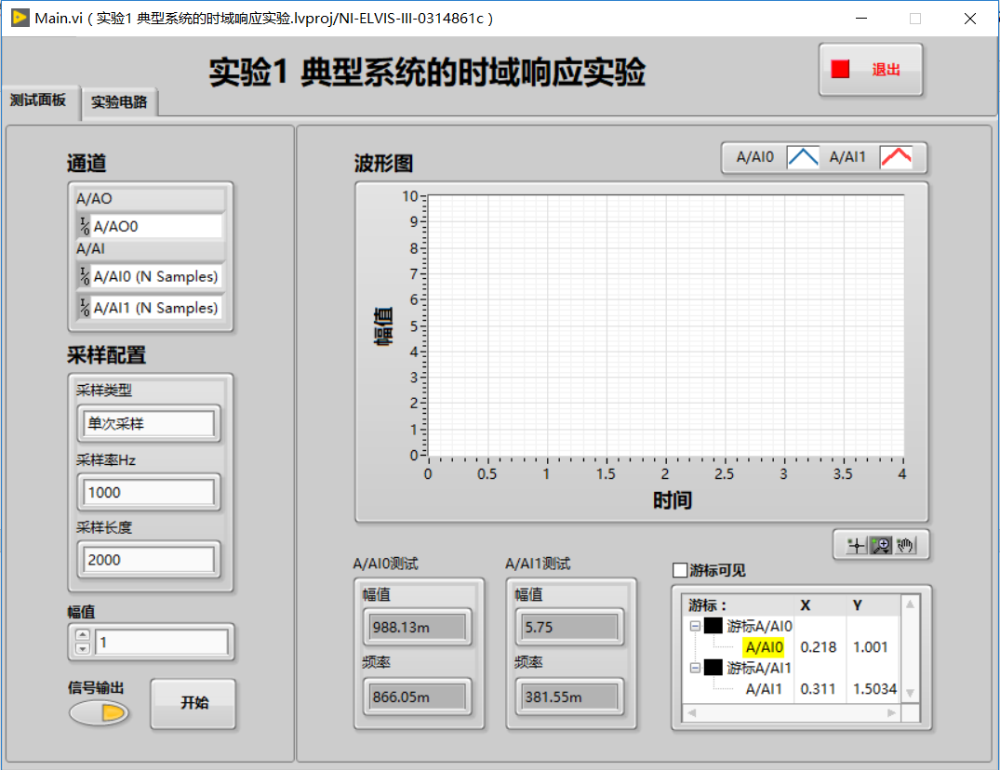 Main.vi ( 实验1 典型系统的时域响应实验.lvproj/NI-ELVIS-III-0314861c )
实验1 典型系统的时域响应实验
退出
测试面板 实验电路
通道
A/AO
A/AO0
A/AI
A/AI0 (N Samples)
A/AI1 (N Samples)
采样配置
采样类型
单次采样
采样率Hz
1000
采样长度
2000
幅值
1
信号输出
开始
波形图
A/AI0 A/AI1
10
9
8
7
6
5
4
3
2
1
0
幅值
0 0.5 1 1.5 2 2.5 3 3.5 4
时间
A/AI0测试
幅值
988.13m
频率
866.05m
A/AI1测试
幅值
5.75
频率
381.55m
游标可见
游标： X Y
游标A/AI0
A/AI0 0.218 1.001
游标A/AI1
A/AI1 0.311 1.5034